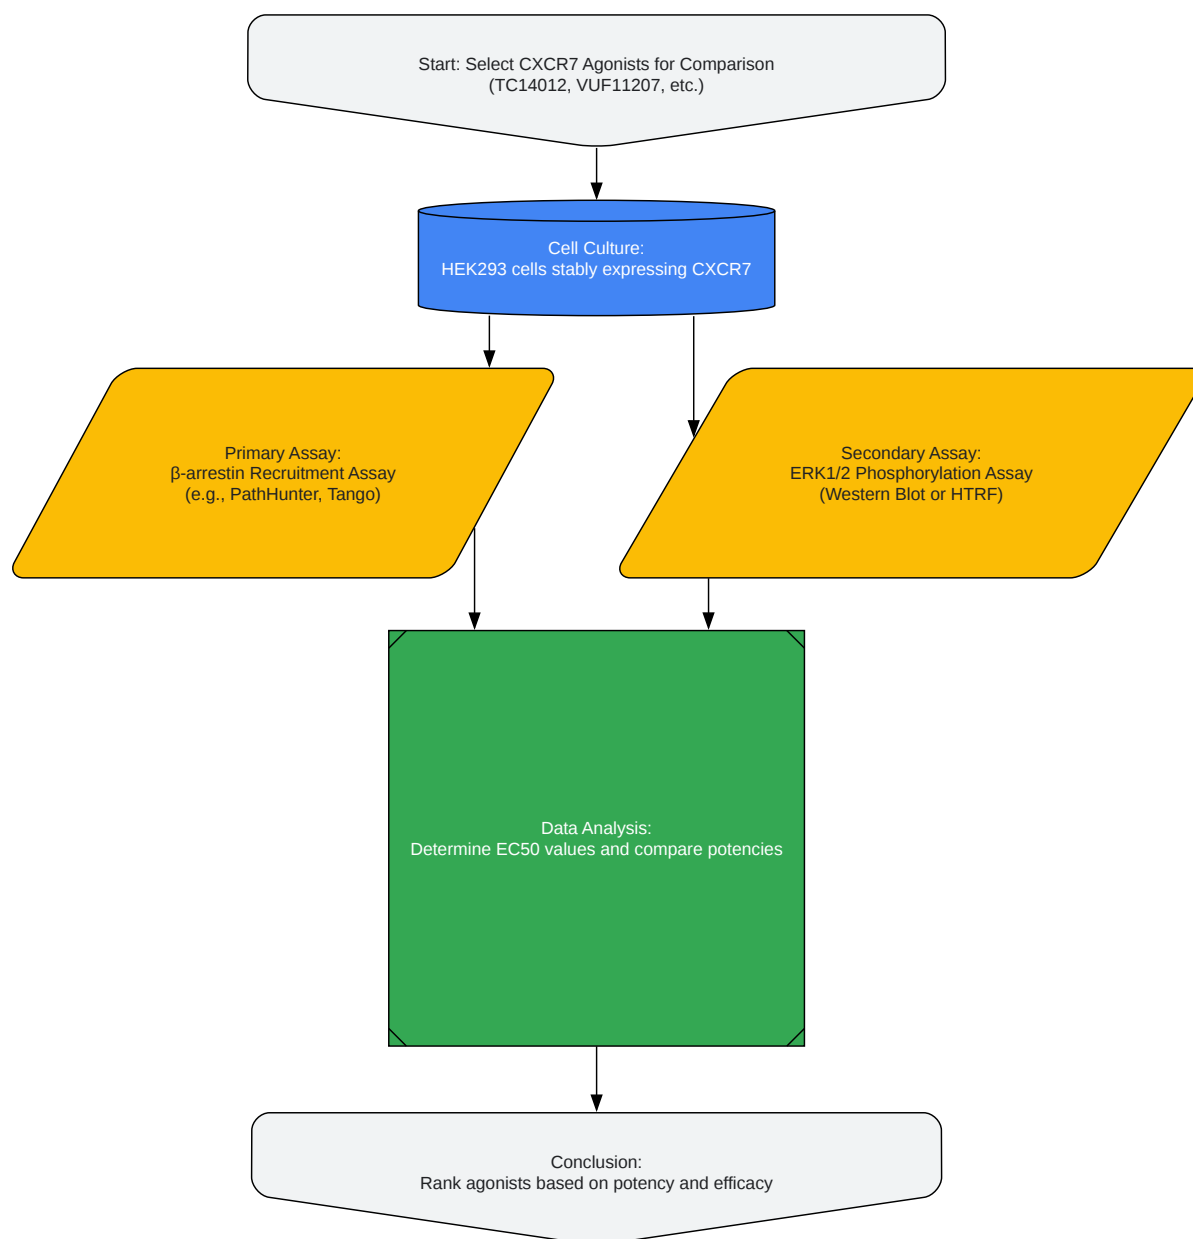 Start: Select CXCR7 Agonists for Comparison
(TC14012, VUF11207, etc.)
Cell Culture:
HEK293 cells stably expressing CXCR7
Primary Assay:
β-arrestin Recruitment Assay
(e.g., PathHunter, Tango)
Secondary Assay:
ERK1/2 Phosphorylation Assay
(Western Blot or HTRF)
Data Analysis:
Determine EC50 values and compare potencies
Conclusion:
Rank agonists based on potency and efficacy